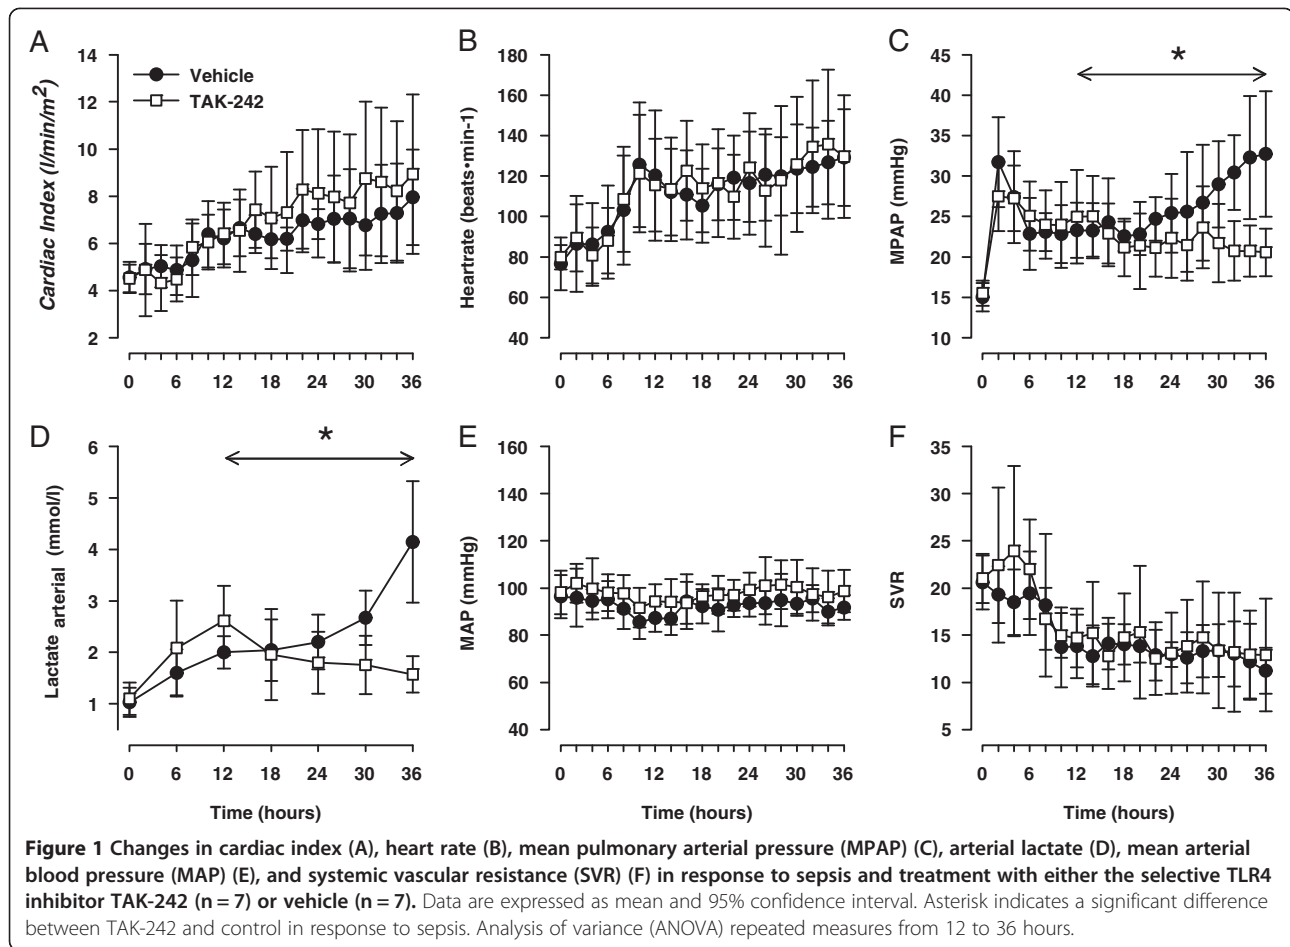 A
B
C
Cardiac Index (l/min/m²)
14
12
10
8
6
4
2
Vehicle
TAK-242
0 6 12 18 24 30 36
Heartrate (beats•min-1)
180
160
140
120
100
80
60
40
0 6 12 18 24 30 36
MPAP (mmHg)
45
40
35
30
25
20
15
10
*
0 6 12 18 24 30 36
D
E
F
Lactate arterial (mmol/l)
6
5
4
3
2
1
*
0 6 12 18 24 30 36
Time (hours)
MAP (mmHg)
160
140
120
100
80
60
40
0 6 12 18 24 30 36
Time (hours)
SVR
35
30
25
20
15
10
5
0 6 12 18 24 30 36
Time (hours)
Figure 1 Changes in cardiac index (A), heart rate (B), mean pulmonary arterial pressure (MPAP) (C), arterial lactate (D), mean arterial
blood pressure (MAP) (E), and systemic vascular resistance (SVR) (F) in response to sepsis and treatment with either the selective TLR4
inhibitor TAK-242 (n = 7) or vehicle (n = 7). Data are expressed as mean and 95% confidence interval. Asterisk indicates a significant difference
between TAK-242 and control in response to sepsis. Analysis of variance (ANOVA) repeated measures from 12 to 36 hours.